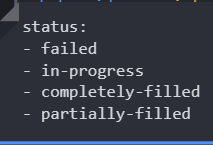 status:
- failed
- in-progress
- completely-filled
- partially-filled